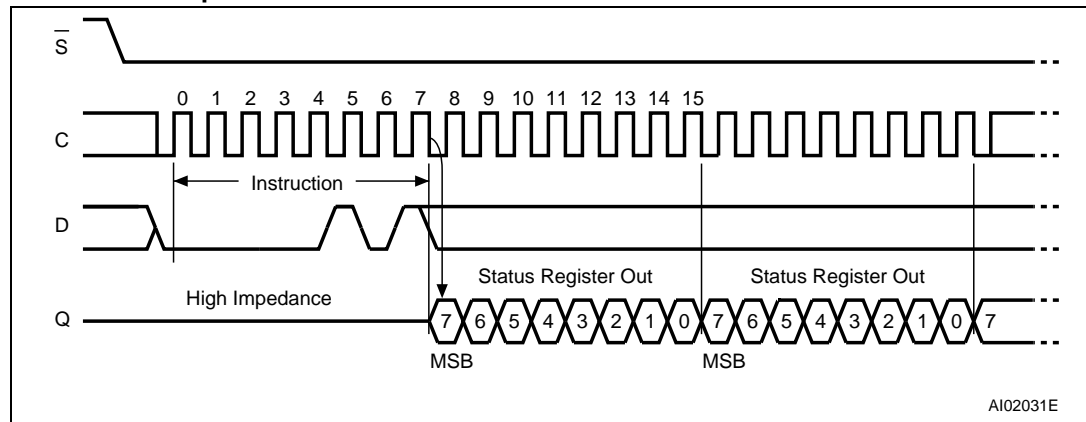 S
0 1 2 3 4 5 6 7 8 9 10 11 12 13 14 15
C
Instruction
D
Status Register Out Status Register Out
High Impedance
Q 7 6 5 4 3 2 1 0 7 6 5 4 3 2 1 0 7
MSB MSB
AI02031E